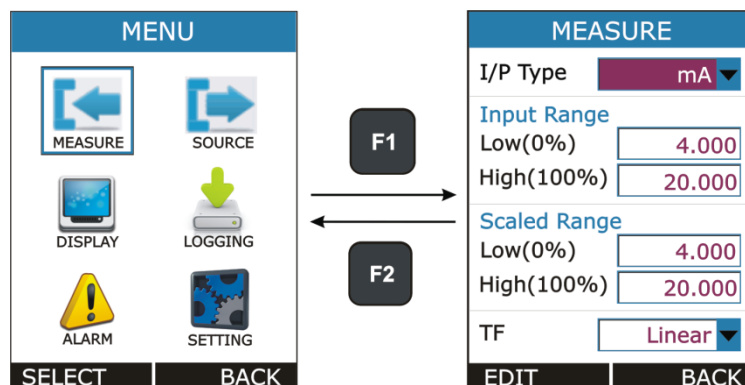 MENU
MEASURE
SOURCE
DISPLAY
LOGGING
ALARM
SETTING
SELECT BACK
F1
F2
MEASURE
I/P Type mA
Input Range
Low(0%) 4.000
High(100%) 20.000
Scaled Range
Low(0%) 4.000
High(100%) 20.000
TF Linear
EDIT BACK